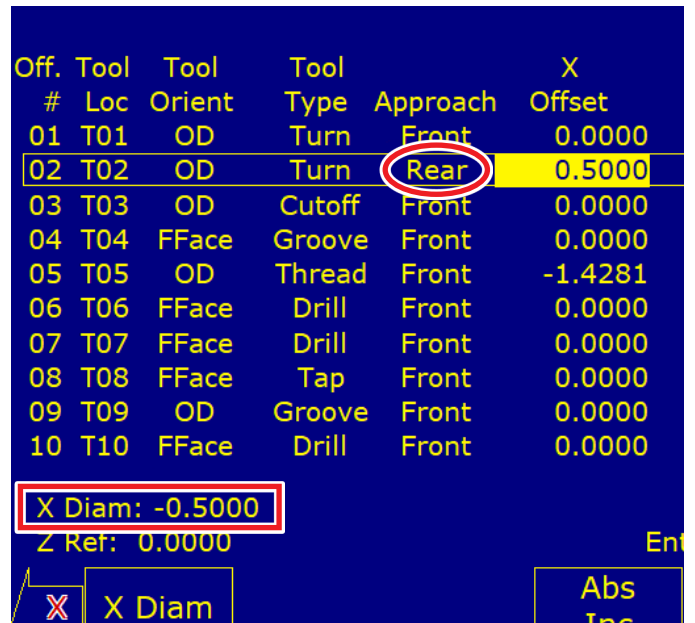 Off. Tool Tool Tool X
# Loc Orient Type Approach Offset
01 T01 OD Turn Front 0.0000
02 T02 OD Turn Rear 0.5000
03 T03 OD Cutoff Front 0.0000
04 T04 FFace Groove Front 0.0000
05 T05 OD Thread Front -1.4281
06 T06 FFace Drill Front 0.0000
07 T07 FFace Drill Front 0.0000
08 T08 FFace Tap Front 0.0000
09 T09 OD Groove Front 0.0000
10 T10 FFace Drill Front 0.0000
X Diam: -0.5000
Z Ref: 0.0000 Ent
X X Diam Abs
Inc